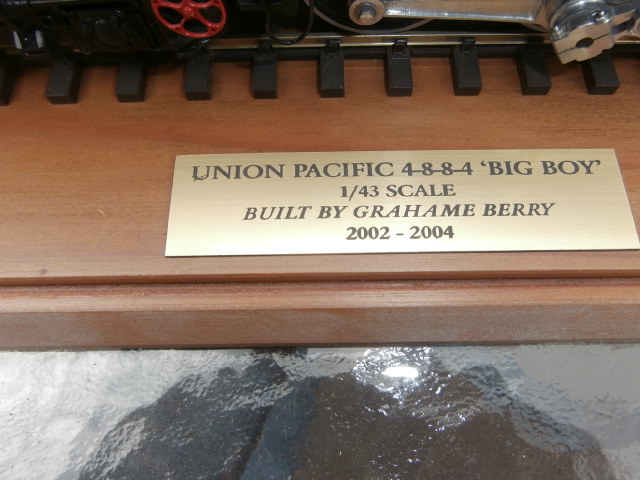 UNION PACIFIC 4-8-8-4 ‘BIG BOY’
1/43 SCALE
BUILT BY GRAHAME BERRY
2002 - 2004